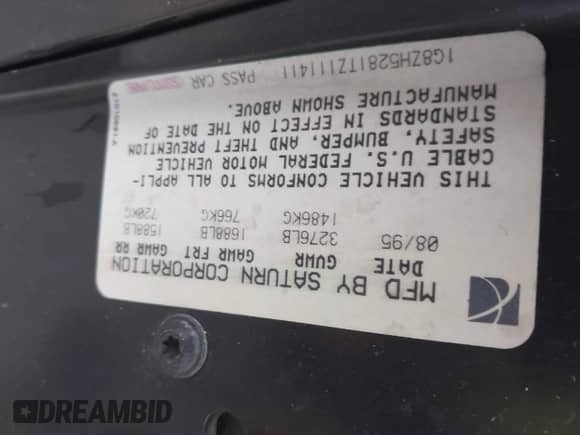 MFD BY SATURN CORPORATION
DATE GVWR GAWR FRT GAWR RR
08/95 3276LB 1688LB 1588LB
1486KG 766KG 720KG
THIS VEHICLE CONFORMS TO ALL APPLI-
CABLE U.S. FEDERAL MOTOR VEHICLE
SAFETY, BUMPER, AND THEFT PREVENTION
STANDARDS IN EFFECT ON THE DATE OF
MANUFACTURE SHOWN ABOVE.
1G8ZH5281TZ111411 PASS CAR
DREAMBID